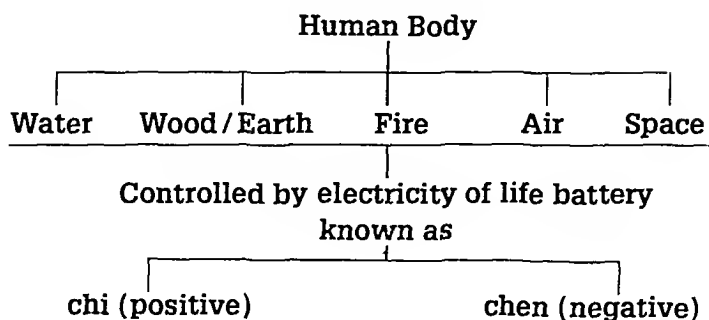 Human Body
Water Wood/Earth Fire Air Space
Controlled by electricity of life battery
known as
chi (positive) chen (negative)